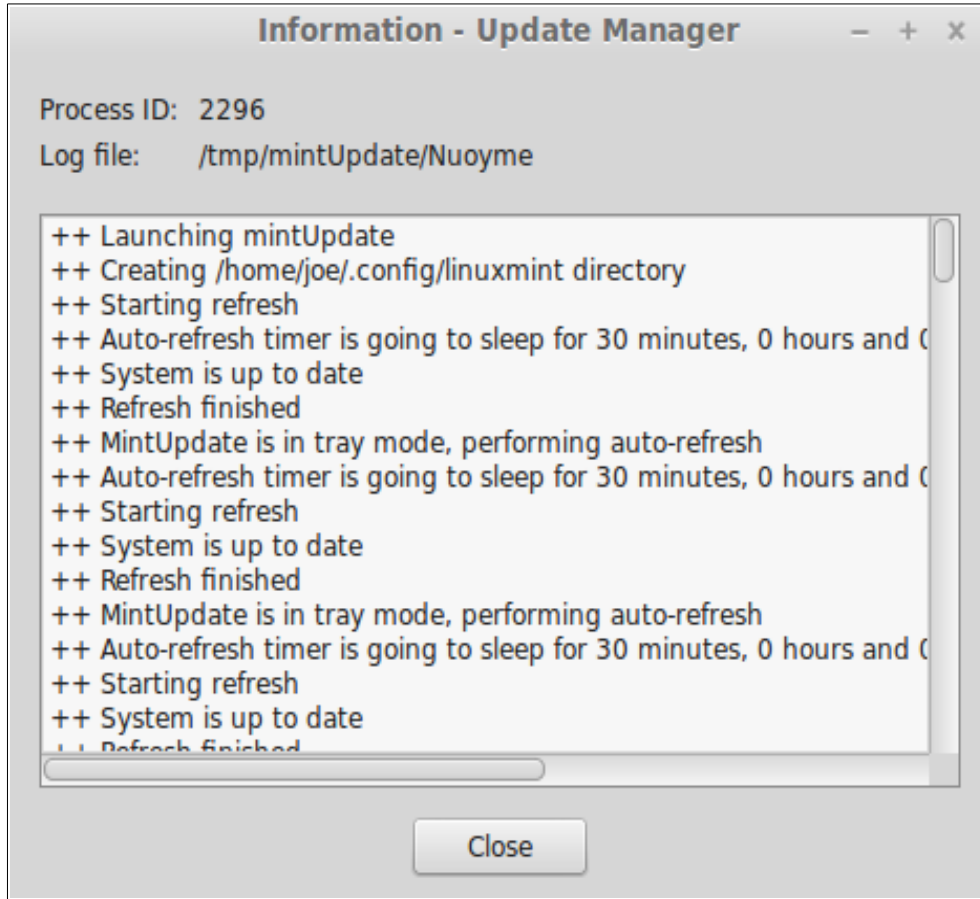 Information - Update Manager
Process ID: 2296
Log file: /tmp/mintUpdate/Nuoyme
++ Launching mintUpdate
++ Creating /home/joe/.config/linuxmint directory
++ Starting refresh
++ Auto-refresh timer is going to sleep for 30 minutes, 0 hours and
++ System is up to date
++ Refresh finished
++ MintUpdate is in tray mode, performing auto-refresh
++ Auto-refresh timer is going to sleep for 30 minutes, 0 hours and
++ Starting refresh
++ System is up to date
++ Refresh finished
++ MintUpdate is in tray mode, performing auto-refresh
++ Auto-refresh timer is going to sleep for 30 minutes, 0 hours and
++ Starting refresh
++ System is up to date
++ Refresh finished
Close